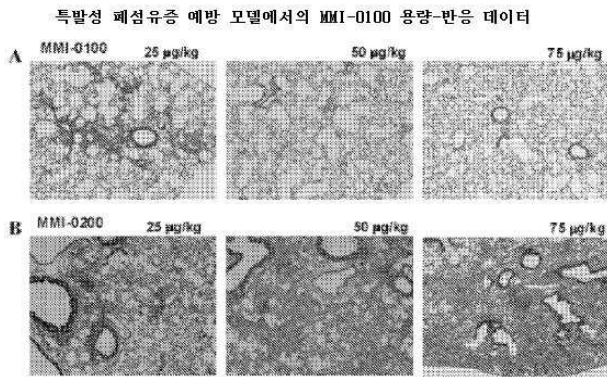 특발성 폐섬유증 예방 모델에서의 MMI-0100 용량-반응 데이터
A MMI-0100 25 µg/kg 50 µg/kg 75 µg/kg
B MMI-0200 25 µg/kg 50 µg/kg 75 µg/kg